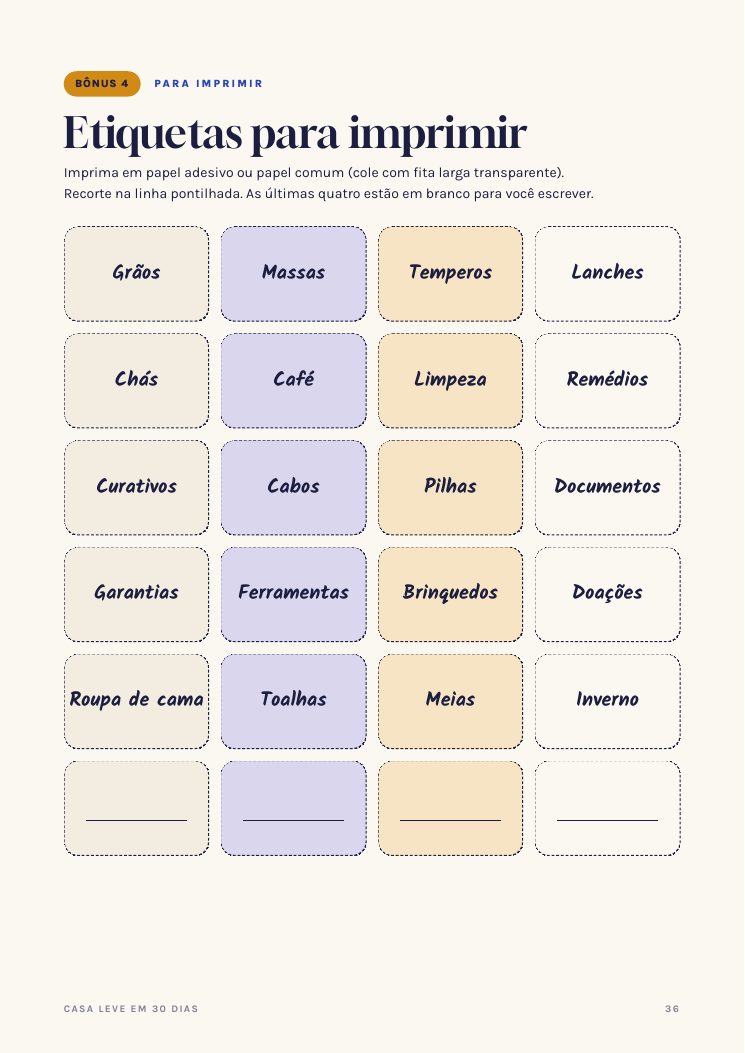 BÔNUS 4 PARA IMPRIMIR
Etiquetas para imprimir
Imprima em papel adesivo ou papel comum (cole com fita larga transparente).
Recorte na linha pontilhada. As últimas quatro estão em branco para você escrever.
Grãos Massas Temperos Lanches
Chás Café Limpeza Remédios
Curativos Cabos Pilhas Documentos
Garantias Ferramentas Brinquedos Doações
Roupa de cama Toalhas Meias Inverno
CASA LEVE EM 30 DIAS 36